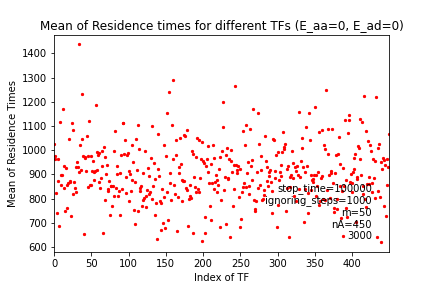 Mean of Residence times for different TFs (E_aa=0, E_ad=0)
Mean of Residence Times
1400
1300
1200
1100
1000
900
800
700
600
stop_time=100000
ignoring_steps=1000
m=50
nA=450
3000
0 50 100 150 200 250 300 350 400
Index of TF